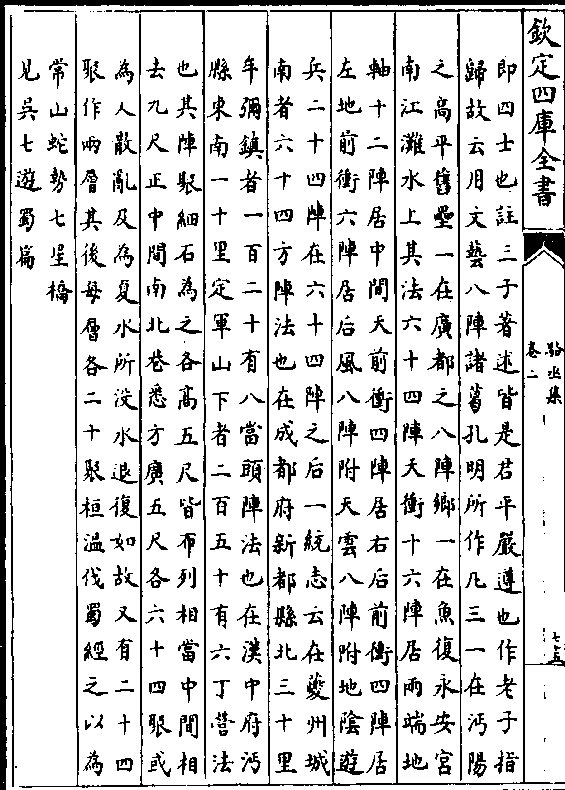 欽定四庫全書
駱丞集
卷二
即四士也註三子著述皆是君平嚴遵也作老子指
歸故云用文藝八陣諸葛孔明所作凡三一在沔陽
之高平舊壘一在廣都之八陣鄉一在魚復永安宮
南江灘水上其法六十四陣天衝十六陣居兩端地
軸十二陣居中間天前衝四陣居右后前衝四陣居
左地前衝六陣居后風八陣附天雲八陣附地陰遊
兵二十四陣在六十四陣之后一統志云在夔州城
南者六十四方陣法也在成都府新都縣北三十里
年彌鎮者一百二十有八當頭陣法也在漢中府沔
縣東南一十里定軍山下者二百五十有六丁營法
也其陣聚細石為之各高五尺皆布列相當中間相
去九尺正中間南北巷悉方廣五尺各六十四聚或
為人散亂及為夏水所沒水退復如故又有二十四
聚作兩層其後每層各二十聚桓溫伐蜀經之以為
常山蛇勢七星橋
見吳七遊蜀篇